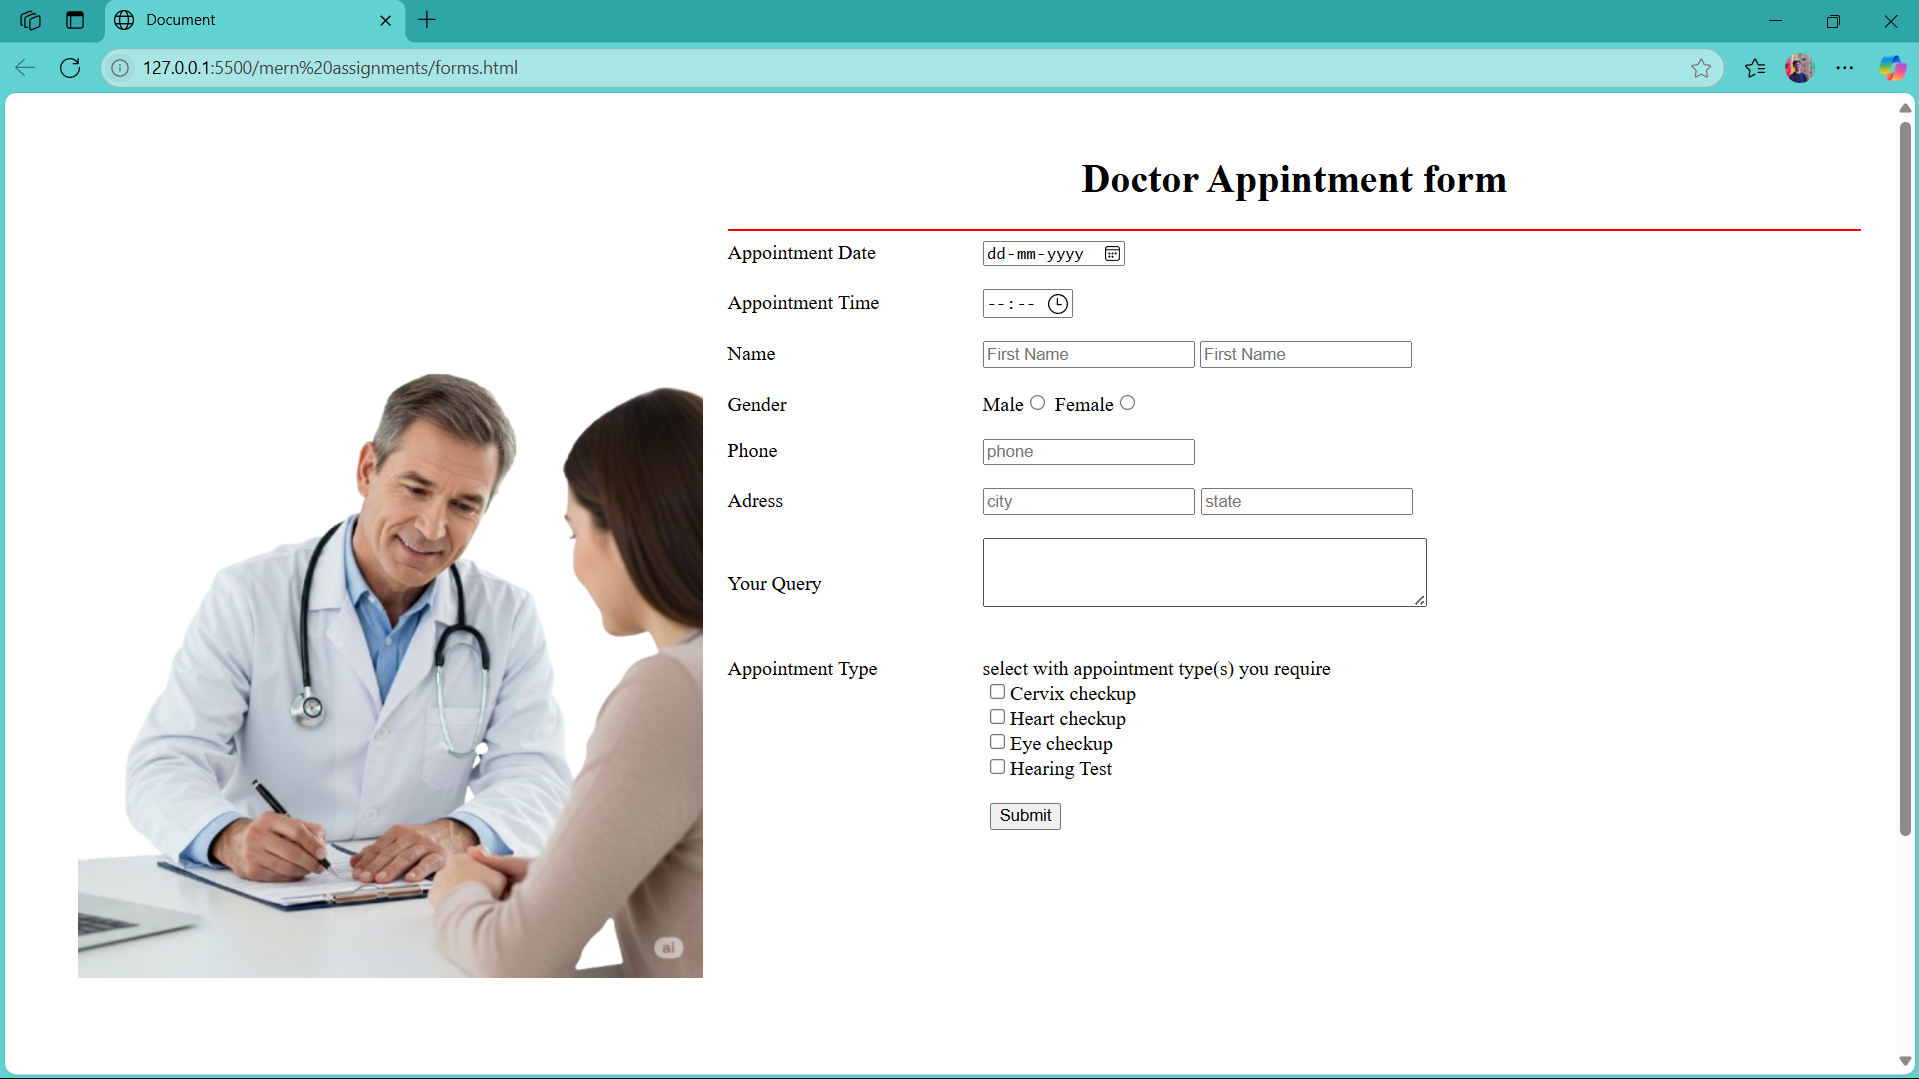 Document
127.0.0.1:5500/mern%20assignments/forms.html
Doctor Appintment form
Appointment Date dd-mm-yyyy
Appointment Time --:--
Name First Name First Name
Gender Male Female
Phone phone
Adress city state
Your Query
Appointment Type select with appointment type(s) you require
Cervix checkup
Heart checkup
Eye checkup
Hearing Test
Submit
ai